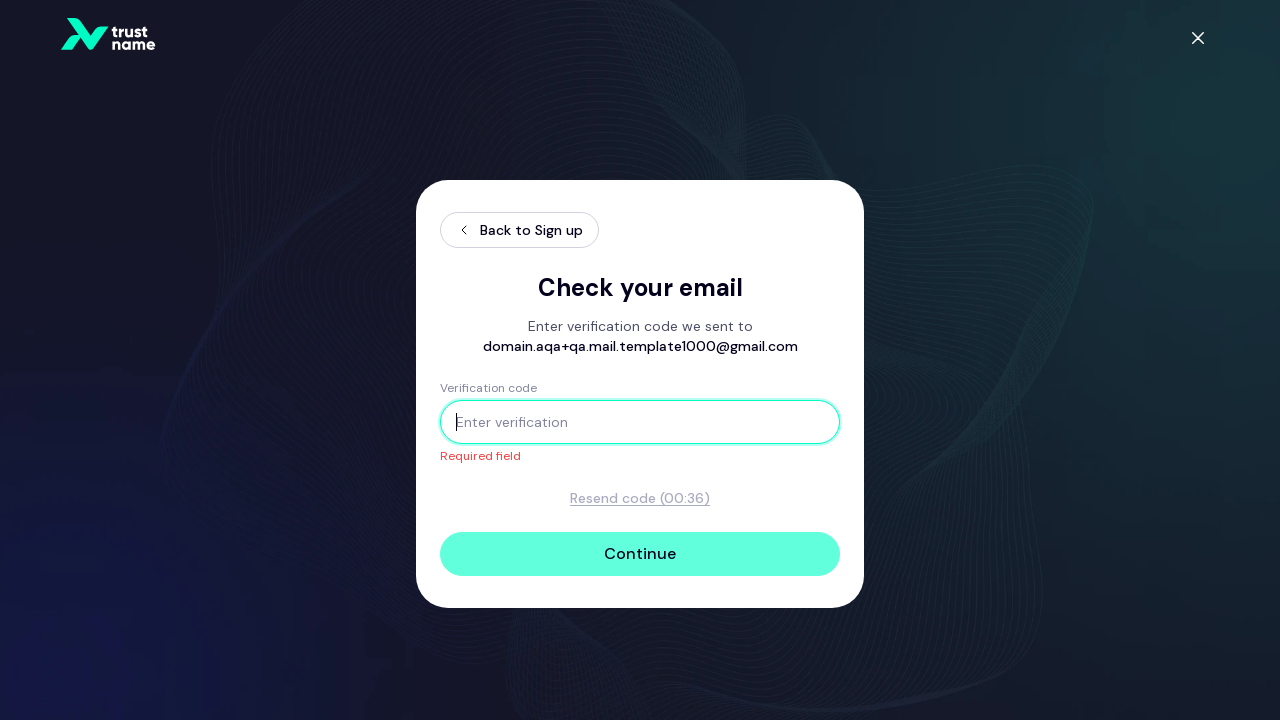 trust
name
Back to Sign up
Check your email
Enter verification code we sent to
domain.aqa+qa.mail.template1000@gmail.com
Verification code
Enter verification
Required field
Resend code (00:36)
Continue